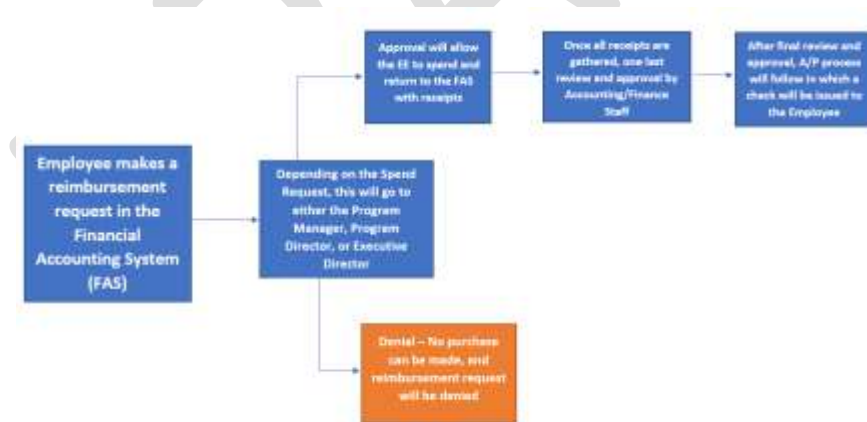 Employee makes a
reimbursement
request in the
Financial
Accounting System
(FAS)
Depending on the Spend
Request, this will go to
either the Program
Manager, Program
Director, or Executive
Director
Approval will allow
the EE to spend and
return to the FAS
with receipts
Once all receipts are
gathered, one last
review and approval by
Accounting/Finance
Staff
After final review and
approval, A/P process
will follow in which a
check will be issued to
the Employee
Denial – No purchase
can be made, and
reimbursement request
will be denied